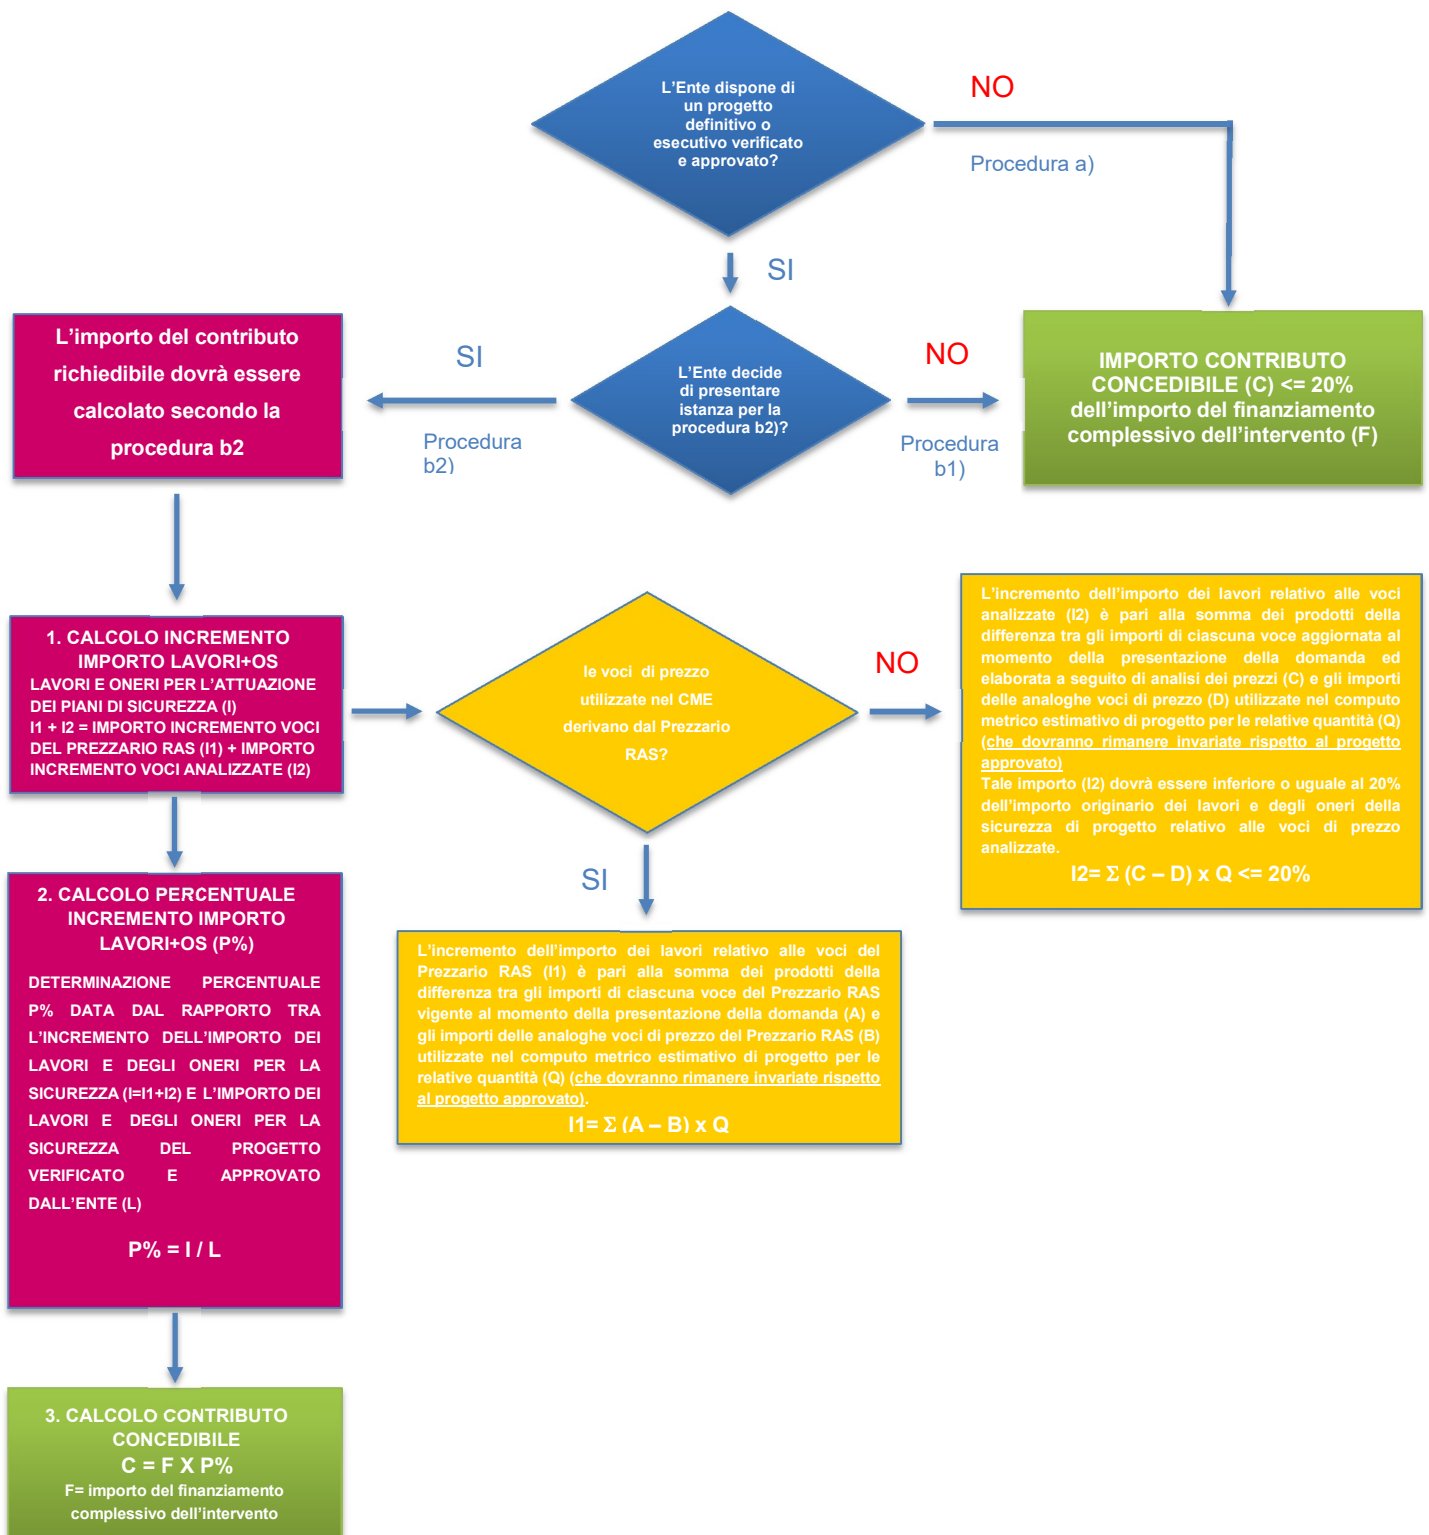 L'Ente dispone di
un progetto
definitivo o
esecutivo verificato
e approvato?
NO
Procedura a)
SI
L'importo del contributo
richiedibile dovrà essere
calcolato secondo la
procedura b2
SI
Procedura
b2)
L'Ente decide
di presentare
istanza per la
procedura b2)?
NO
Procedura
b1)
IMPORTO CONTRIBUTO
CONCEDIBILE (C) <= 20%
dell'importo del finanziamento
complessivo dell'intervento (F)
1. CALCOLO INCREMENTO
IMPORTO LAVORI+OS
LAVORI E ONERI PER L'ATTUAZIONE
DEI PIANI DI SICUREZZA (I)
I1 + I2 = IMPORTO INCREMENTO VOCI
DEL PREZZARIO RAS (I1) + IMPORTO
INCREMENTO VOCI ANALIZZATE (I2)
le voci di prezzo
utilizzate nel CME
derivano dal Prezzario
RAS?
NO
L'incremento dell'importo dei lavori relativo alle voci
analizzate (I2) è pari alla somma dei prodotti della
differenza tra gli importi di ciascuna voce aggiornata al
momento della presentazione della domanda ed
elaborata a seguito di analisi dei prezzi (C) e gli importi
delle analoghe voci di prezzo (D) utilizzate nel computo
metrico estimativo di progetto per le relative quantità (Q)
(che dovranno rimanere invariate rispetto al progetto
approvato)
Tale importo (I2) dovrà essere inferiore o uguale al 20%
dell'importo originario dei lavori e degli oneri della
sicurezza di progetto relativo alle voci di prezzo
analizzate.
I2= Σ (C – D) x Q <= 20%
SI
L'incremento dell'importo dei lavori relativo alle voci del
Prezzario RAS (I1) è pari alla somma dei prodotti della
differenza tra gli importi di ciascuna voce del Prezzario RAS
vigente al momento della presentazione della domanda (A) e
gli importi delle analoghe voci di prezzo del Prezzario RAS (B)
utilizzate nel computo metrico estimativo di progetto per le
relative quantità (Q) (che dovranno rimanere invariate rispetto
al progetto approvato).
I1= Σ (A – B) x Q
2. CALCOLO PERCENTUALE
INCREMENTO IMPORTO
LAVORI+OS (P%)
DETERMINAZIONE PERCENTUALE
P% DATA DAL RAPPORTO TRA
L'INCREMENTO DELL'IMPORTO DEI
LAVORI E DEGLI ONERI PER LA
SICUREZZA (I=I1+I2) E L'IMPORTO DEI
LAVORI E DEGLI ONERI PER LA
SICUREZZA DEL PROGETTO
VERIFICATO E APPROVATO
DALL'ENTE (L)
P% = I / L
3. CALCOLO CONTRIBUTO
CONCEDIBILE
C = F X P%
F= importo del finanziamento
complessivo dell'intervento